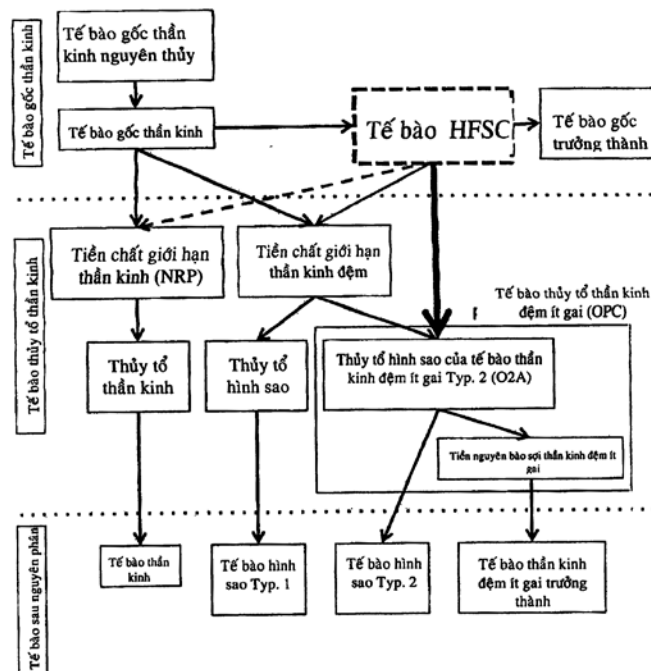 Tế bào gốc thần kinh
Tế bào gốc thần
kinh nguyên thủy
Tế bào gốc thần kinh
Tế bào HFSC
Tế bào gốc
trưởng thành
Tế bào thủy tổ thần kinh
Tiền chất giới hạn
thần kinh (NRP)
Tiền chất giới hạn
thần kinh đệm
Tế bào thủy tổ thần kinh
đệm ít gai (OPC)
Thủy tổ
thần kinh
Thủy tổ
hình sao
Thủy tổ hình sao của tế bào thần
kinh đệm ít gai Typ. 2 (O2A)
Tiền nguyên bào sợi thần kinh đệm ít
gai
Tế bào sau nguyên phân
Tế bào thần
kinh
Tế bào hình
sao Typ. 1
Tế bào hình
sao Typ. 2
Tế bào thần kinh
đệm ít gai trưởng
thành